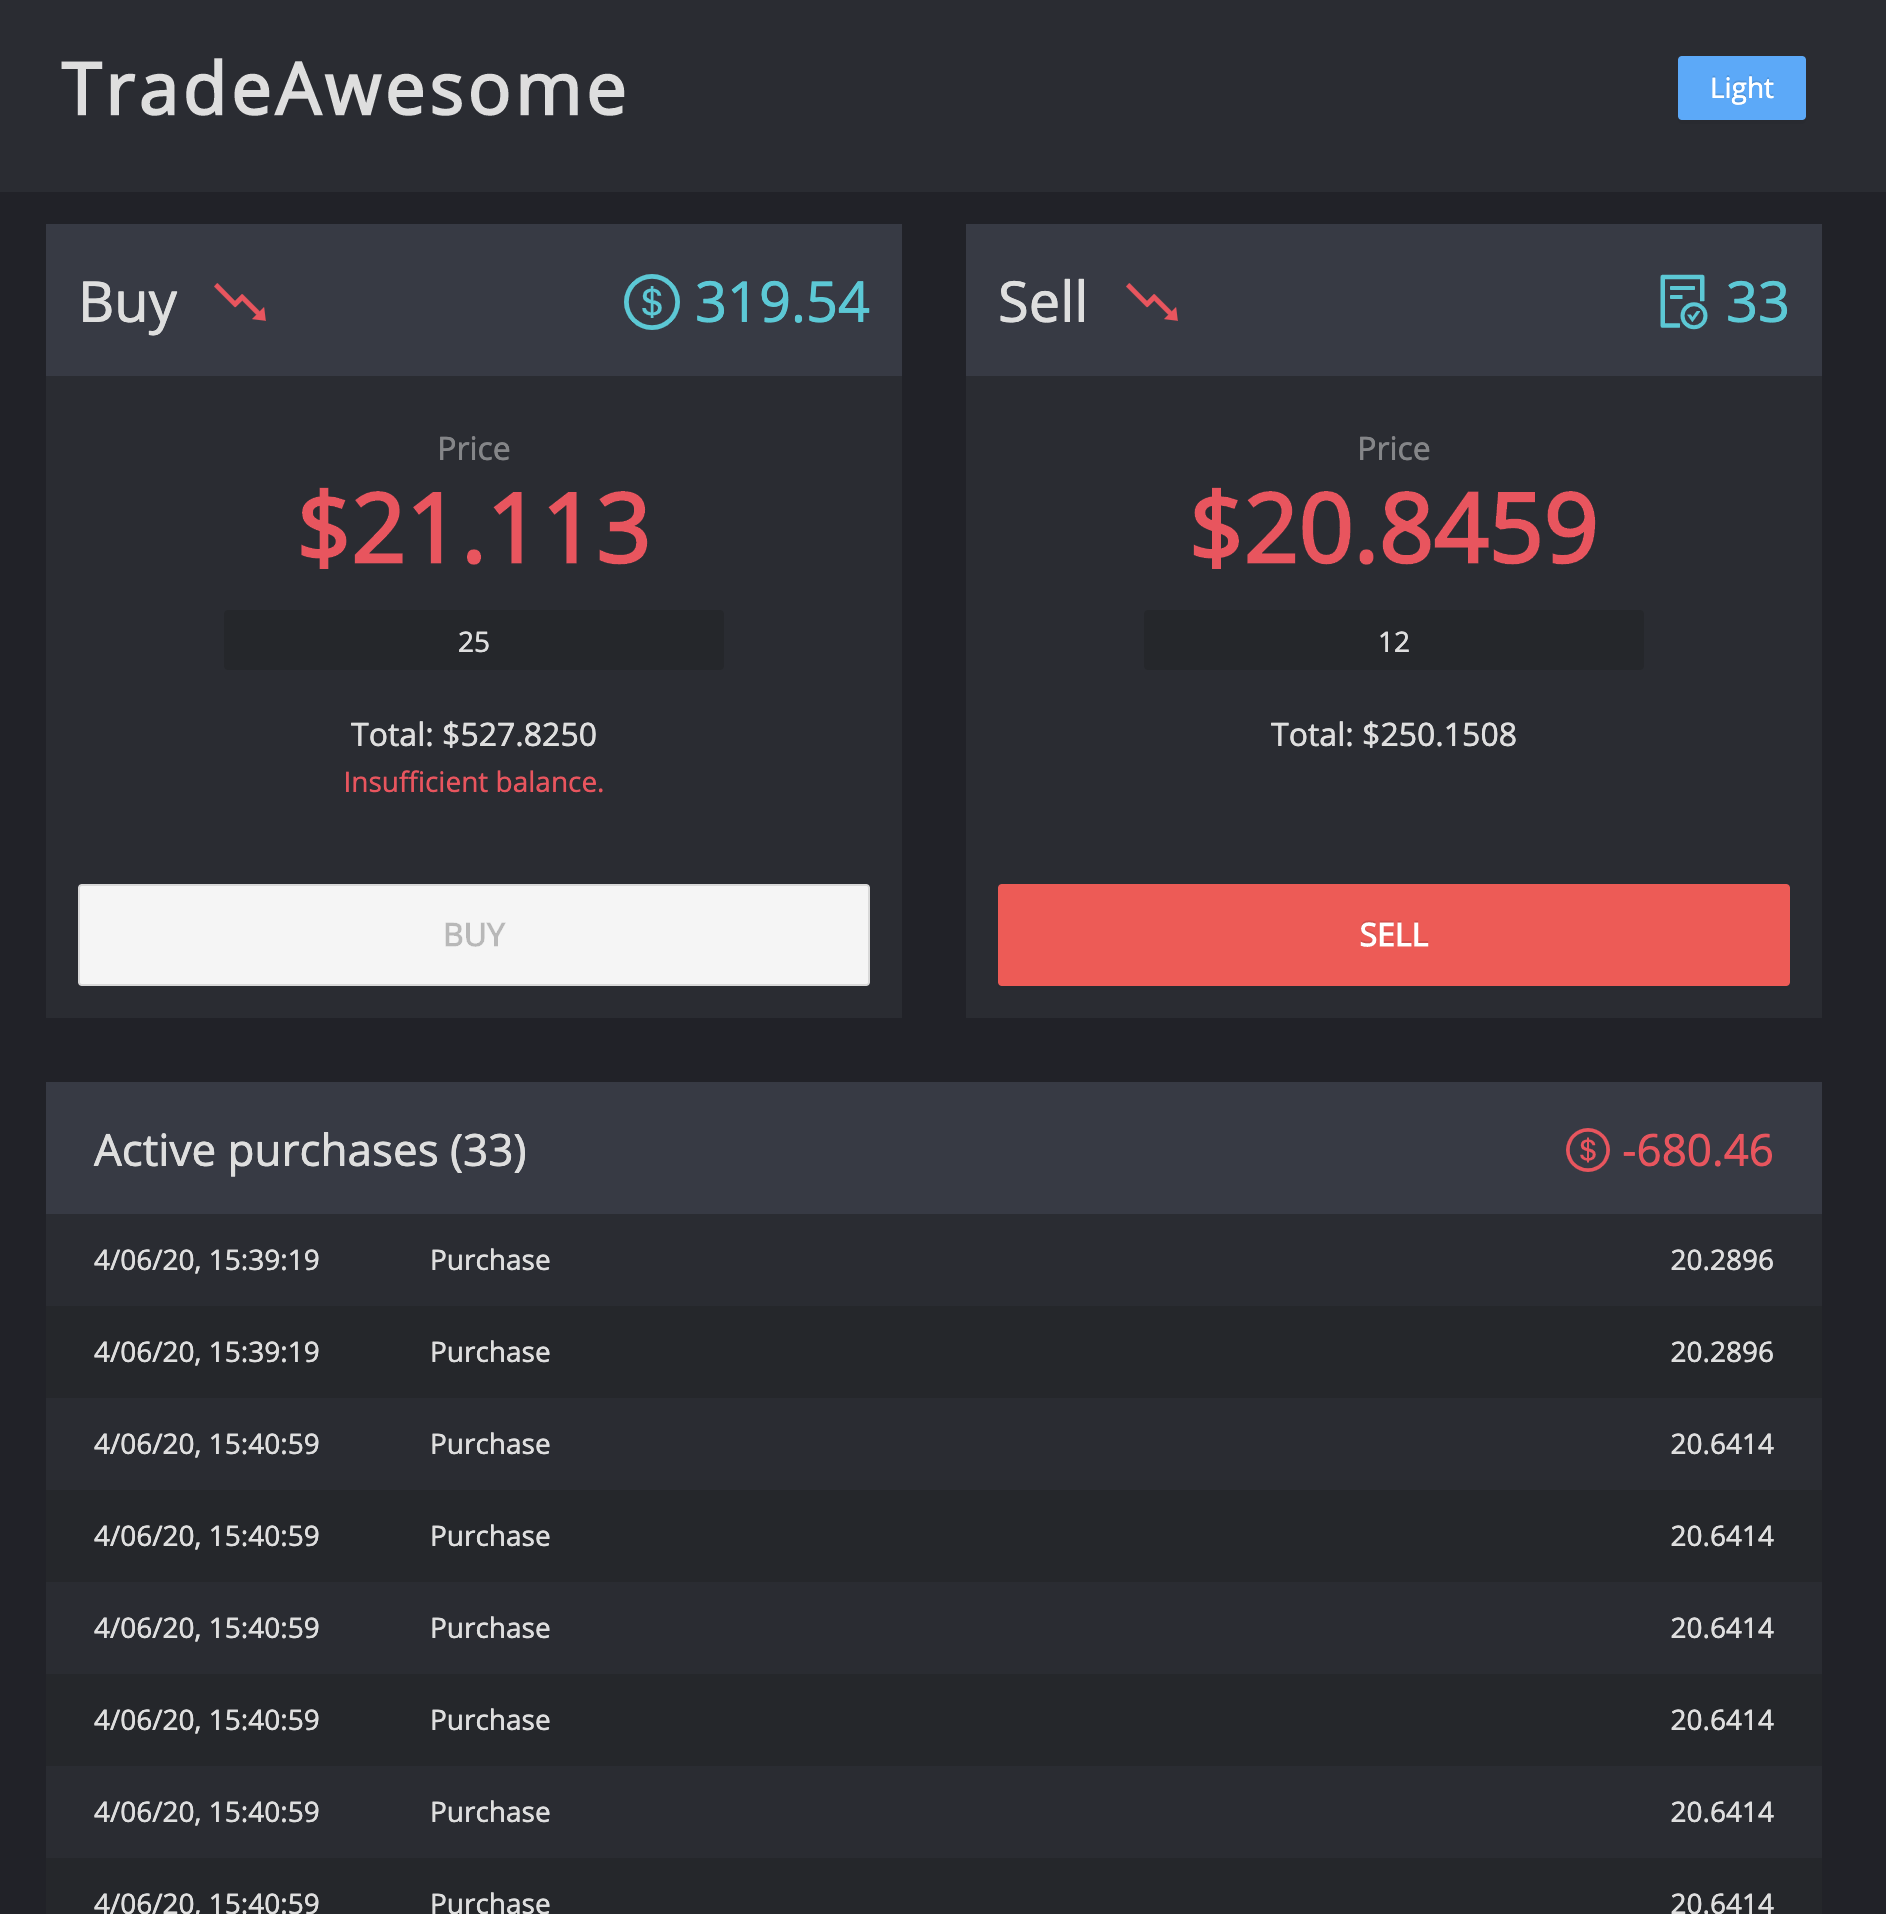 TradeAwesome
Light
Buy
$ 319.54
Sell
33
Price
$21.113
25
Total: $527.8250
Insufficient balance.
BUY
Price
$20.8459
12
Total: $250.1508
SELL
Active purchases (33)
$ -680.46
4/06/20, 15:39:19 Purchase 20.2896
4/06/20, 15:39:19 Purchase 20.2896
4/06/20, 15:40:59 Purchase 20.6414
4/06/20, 15:40:59 Purchase 20.6414
4/06/20, 15:40:59 Purchase 20.6414
4/06/20, 15:40:59 Purchase 20.6414
4/06/20, 15:40:59 Purchase 20.6414
4/06/20, 15:40:59 Purchase 20.6414